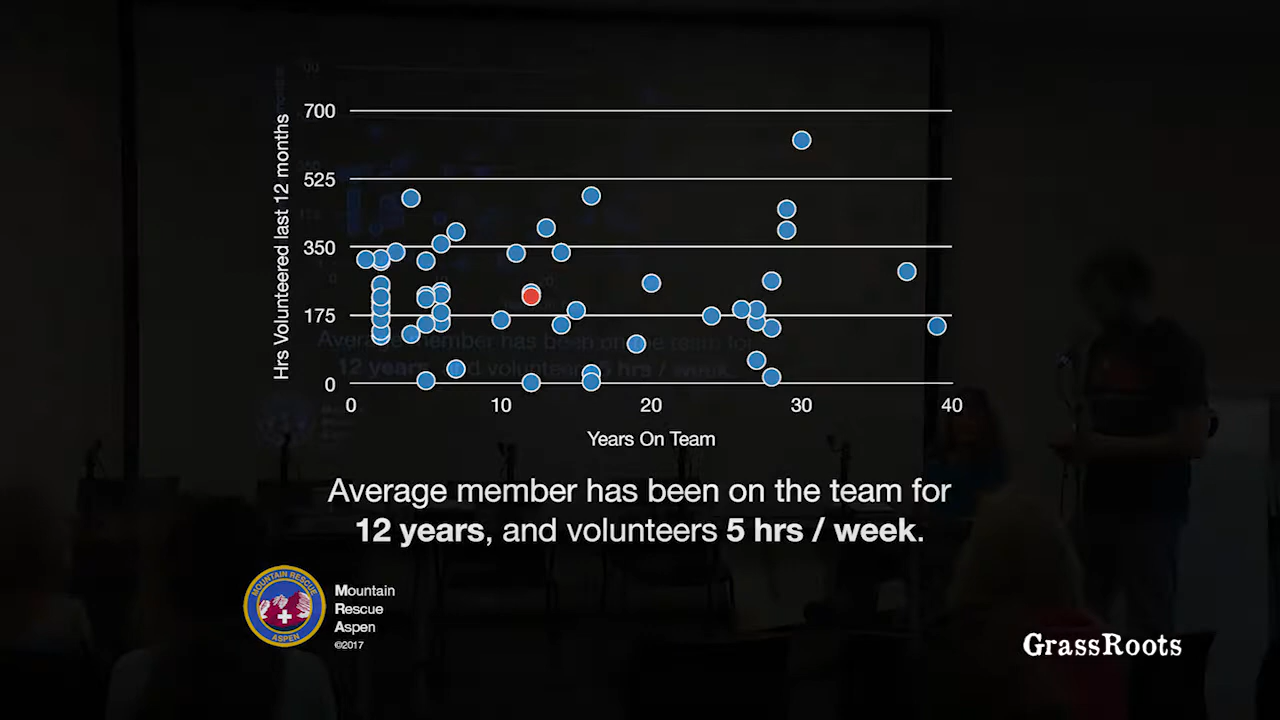 700
525
350
175
0
Hrs Volunteered last 12 months
0 10 20 30 40
Years On Team
Average member has been on the team for
12 years, and volunteers 5 hrs / week.
MOUNTAIN RESCUE
ASPEN
Mountain
Rescue
Aspen
©2017
GrassRoots